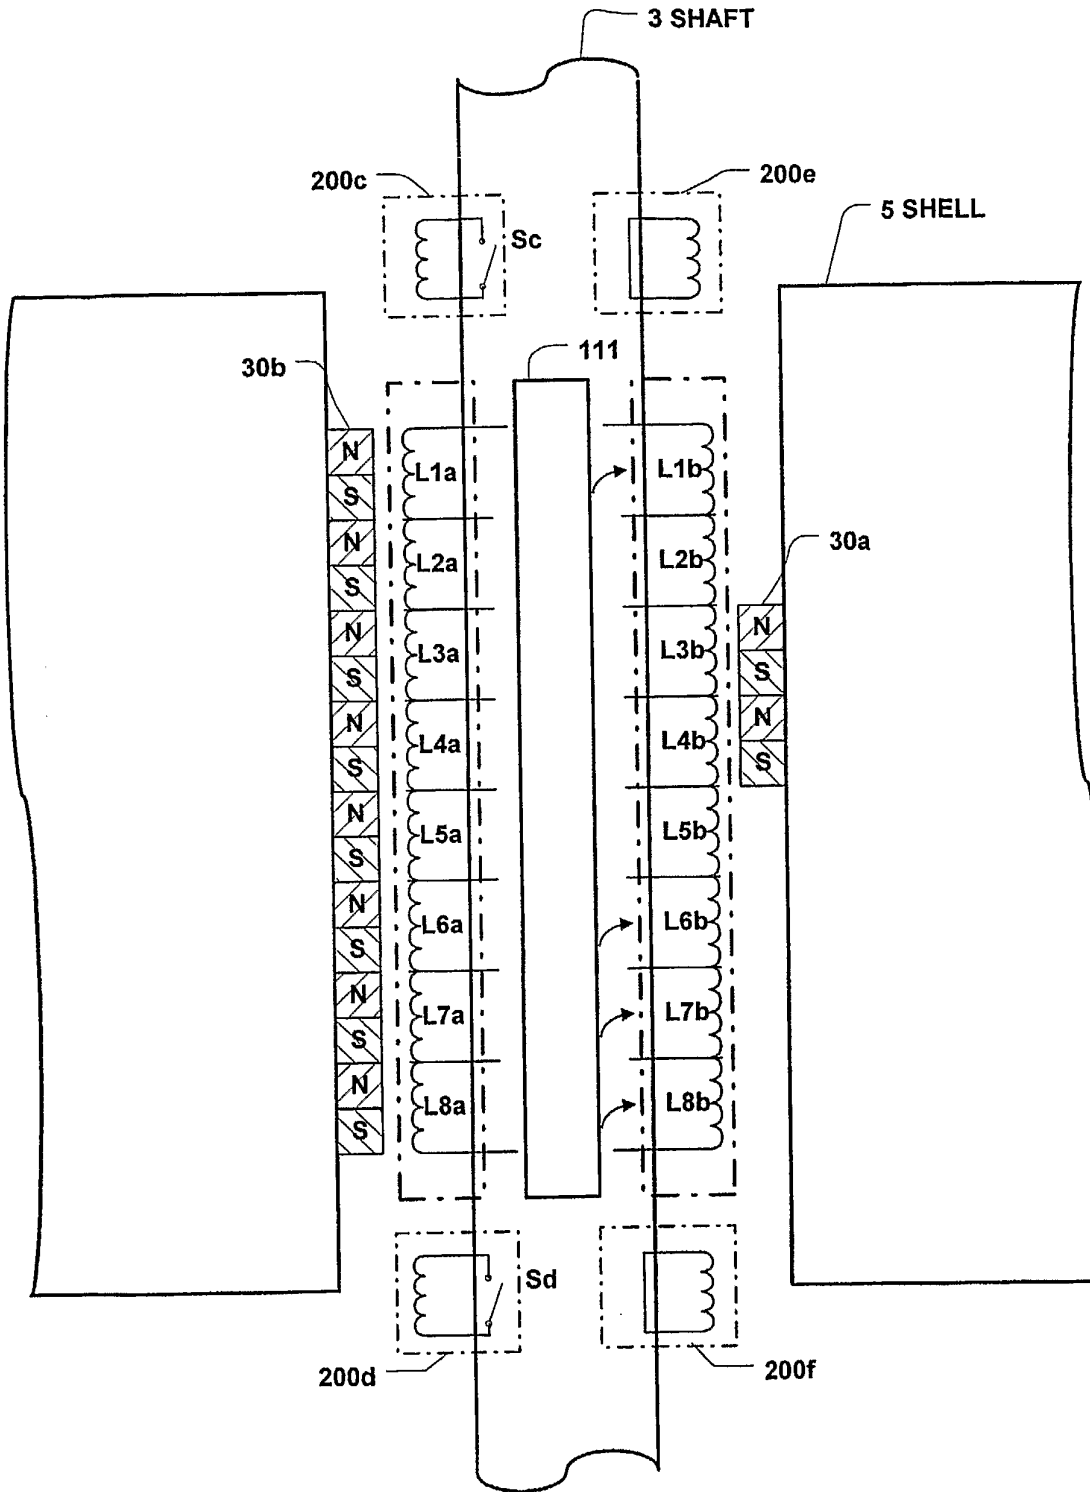 3 SHAFT
200c
200e
5 SHELL
Sc
111
30b
N
S
N
S
N
S
N
S
N
S
N
S
N
S
N
S
L1a
L2a
L3a
L4a
L5a
L6a
L7a
L8a
L1b
L2b
L3b
L4b
L5b
L6b
L7b
L8b
30a
N
S
N
S
Sd
200d
200f